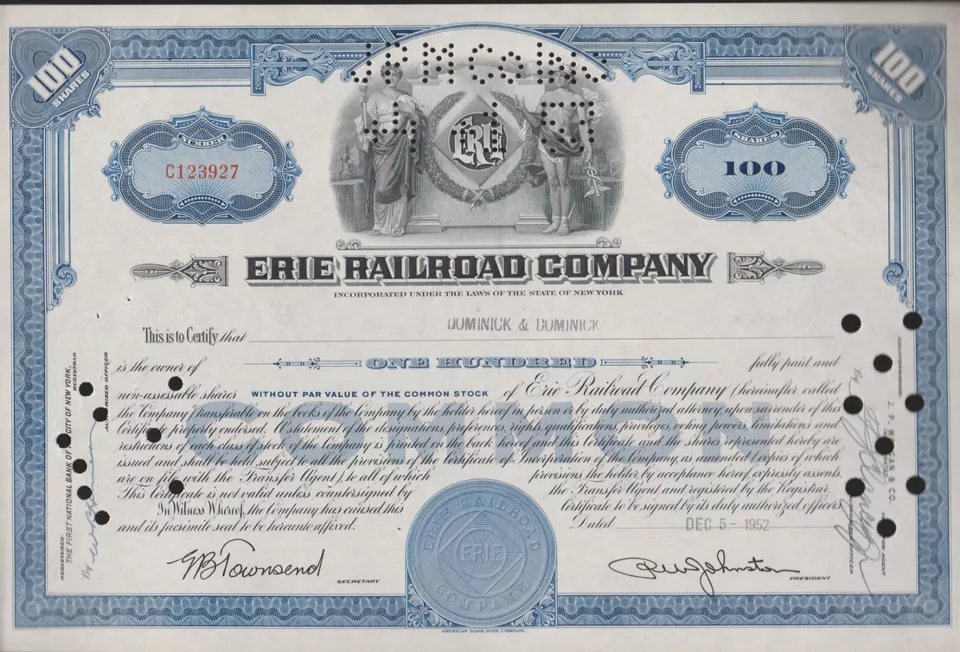 100
SHARES
100
SHARES
NUMBER
C123927
ERIE
SHARES
100
ERIE RAILROAD COMPANY
INCORPORATED UNDER THE LAWS OF THE STATE OF NEW YORK
This is to Certify that DOMINICK & DOMINICK
is the owner of ONE HUNDRED fully paid and
non-assessable shares WITHOUT PAR VALUE OF THE COMMON STOCK of Erie Railroad Company (hereinafter called
the Company) transferable on the books of the Company by the holder hereof in person or by duly authorized attorney, upon surrender of this
Certificate properly endorsed. A statement of the designations, preferences, rights, qualifications, privileges, voting powers, limitations and
restrictions of each class of stock of the Company is printed on the back hereof and this Certificate and the shares represented hereby are
issued and shall be held subject to all the provisions of the Certificate of Incorporation of the Company, as amended (copies of which
are on file with the Transfer Agent), to all of which provisions the holder by acceptance hereof expressly assents.
This Certificate is not valid unless countersigned by the Transfer Agent and registered by the Registrar.
In Witness Whereof, the Company has caused this Certificate to be signed by its duly authorized officers
and its facsimile seal to be hereunto affixed.
Dated DEC 5- 1952
COMMON
ERIE RAILROAD
ERIE
COMPANY
G B Townsend
SECRETARY
P W Johnston
PRESIDENT
REGISTERED:
THE FIRST NATIONAL BANK OF CITY OF NEW YORK,
REGISTRAR
By
AUTHORIZED OFFICER
J. P. & CO.
By
AMERICAN BANK NOTE COMPANY.